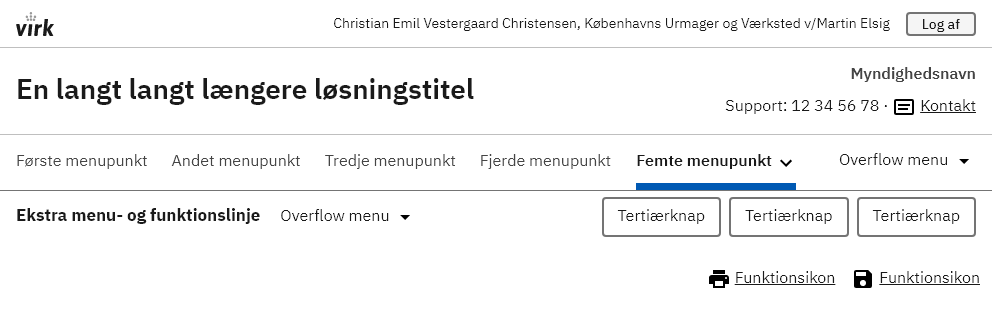 virk
Christian Emil Vestergaard Christensen, Københavns Urmager og Værksted v/Martin Elsig
Log af
En langt langt længere løsningstitel
Myndighedsnavn
Support: 12 34 56 78 · Kontakt
Første menupunkt Andet menupunkt Tredje menupunkt Fjerde menupunkt Femte menupunkt Overflow menu
Ekstra menu- og funktionslinje Overflow menu Tertiærknap Tertiærknap Tertiærknap
Funktionsikon Funktionsikon